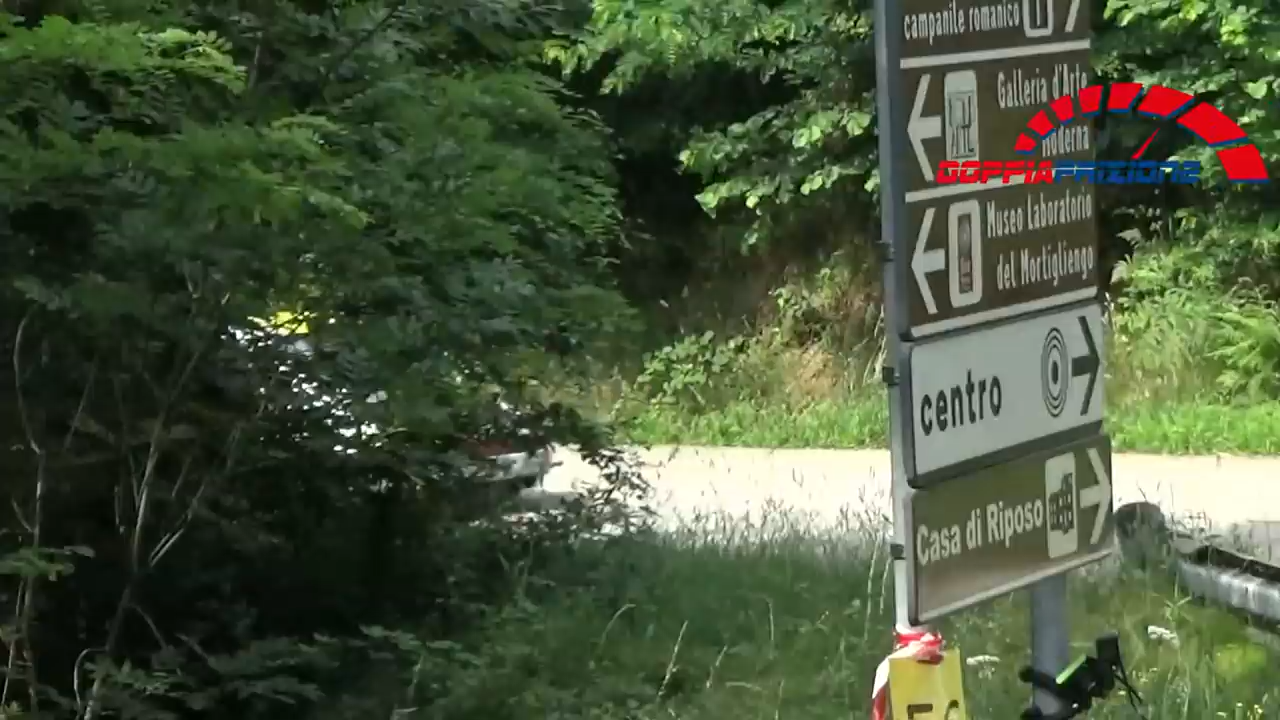 campanile romanico
Galleria d'Arte
Moderna
DOPPIAFRIZIONE
Museo Laboratorio
del Mortigliengo
centro
Casa di Riposo